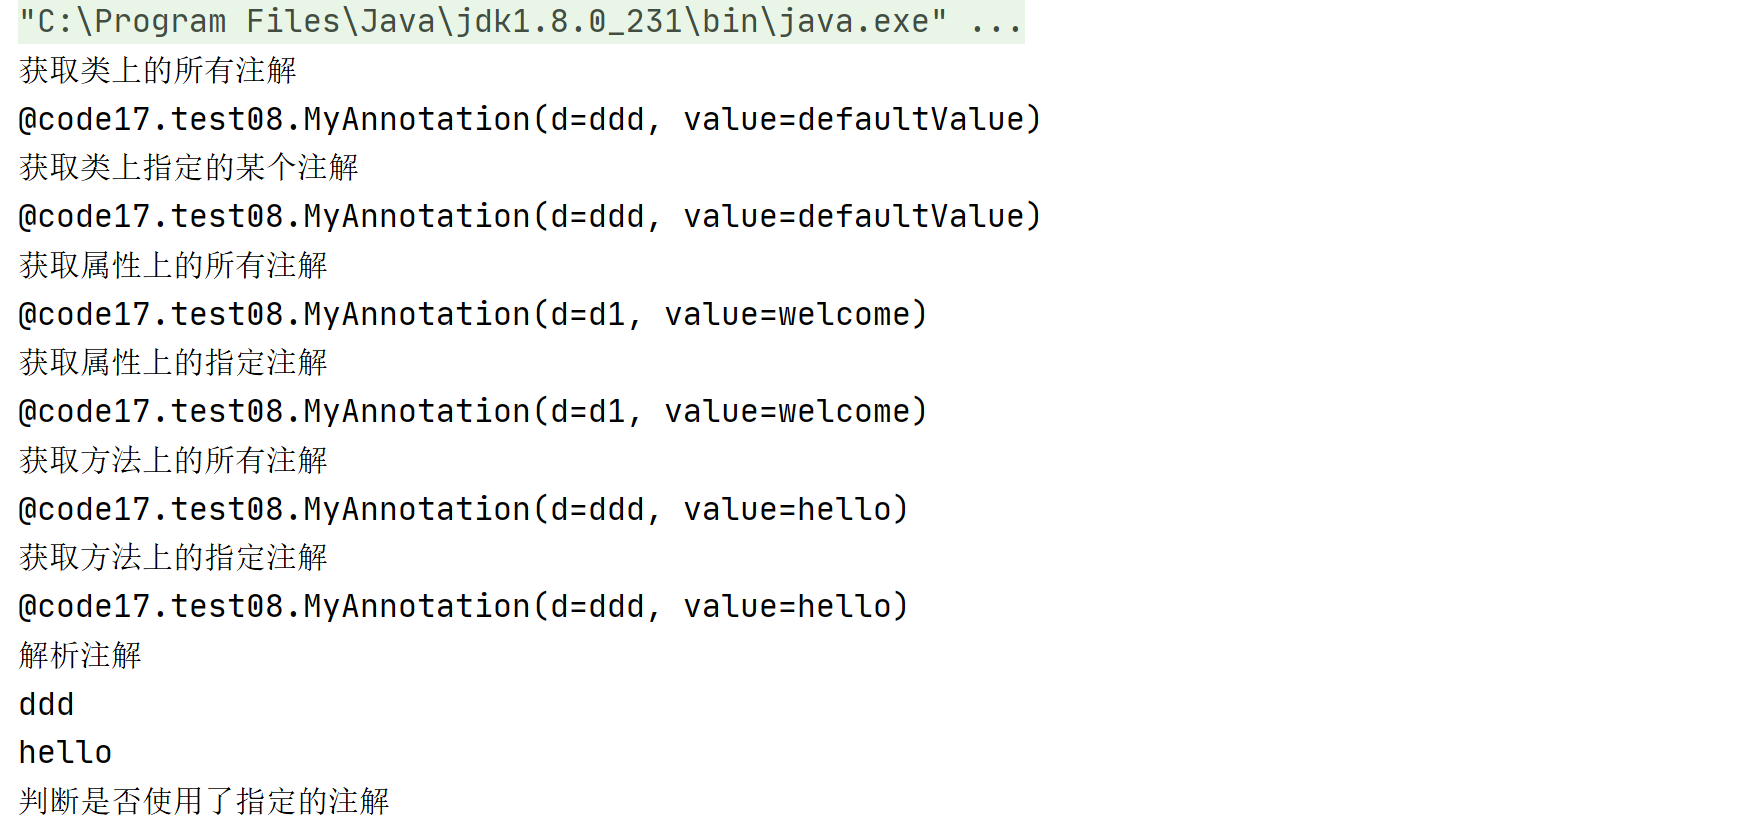 "C:\Program Files\Java\jdk1.8.0_231\bin\java.exe" ...
获取类上的所有注解
@code17.test08.MyAnnotation(d=ddd, value=defaultValue)
获取类上指定的某个注解
@code17.test08.MyAnnotation(d=ddd, value=defaultValue)
获取属性上的所有注解
@code17.test08.MyAnnotation(d=d1, value=welcome)
获取属性上的指定注解
@code17.test08.MyAnnotation(d=d1, value=welcome)
获取方法上的所有注解
@code17.test08.MyAnnotation(d=ddd, value=hello)
获取方法上的指定注解
@code17.test08.MyAnnotation(d=ddd, value=hello)
解析注解
ddd
hello
判断是否使用了指定的注解